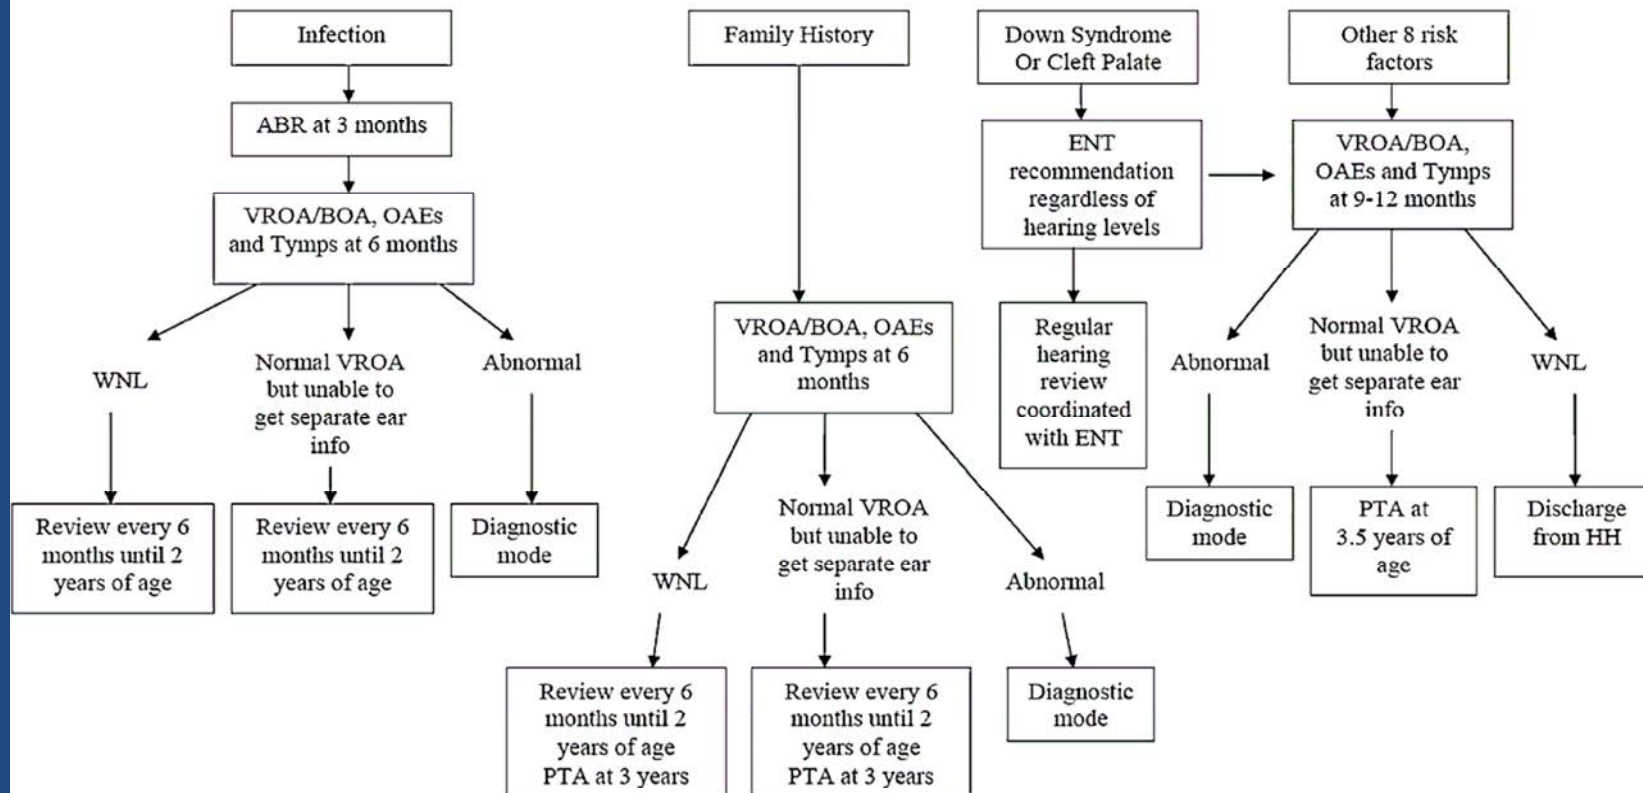 Infection
ABR at 3 months
VROA/BOA, OAEs
and Tymps at 6 months
WNL
Review every 6
months until 2
years of age
Normal VROA
but unable to
get separate ear
info
Review every 6
months until 2
years of age
Abnormal
Diagnostic
mode
Family History
VROA/BOA, OAEs
and Tymps at 6
months
WNL
Review every 6
months until 2
years of age
PTA at 3 years
Normal VROA
but unable to
get separate ear
info
Review every 6
months until 2
years of age
PTA at 3 years
Abnormal
Diagnostic
mode
Down Syndrome
Or Cleft Palate
ENT
recommendation
regardless of
hearing levels
Regular
hearing
review
coordinated
with ENT
Other 8 risk
factors
VROA/BOA,
OAEs and Tymps
at 9-12 months
Abnormal
Diagnostic
mode
Normal VROA
but unable to
get separate ear
info
PTA at
3.5 years of
age
WNL
Discharge
from HH